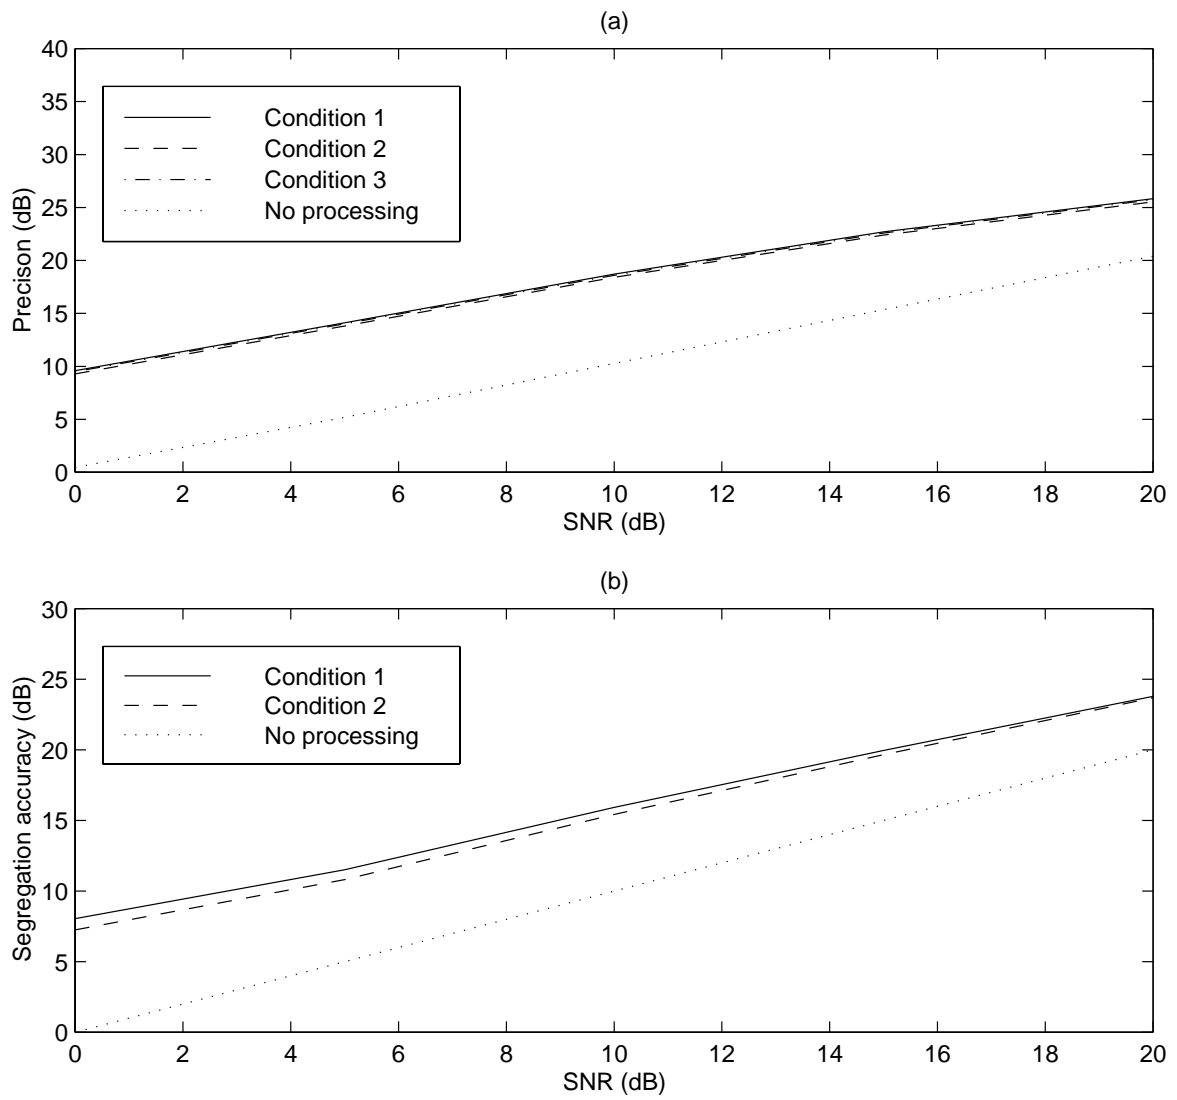 (a)
40
35
30
25
20
15
10
5
0
Precison (dB)
Condition 1
Condition 2
Condition 3
No processing
0 2 4 6 8 10 12 14 16 18 20
SNR (dB)
(b)
30
25
20
15
10
5
0
Segregation accuracy (dB)
Condition 1
Condition 2
No processing
0 2 4 6 8 10 12 14 16 18 20
SNR (dB)